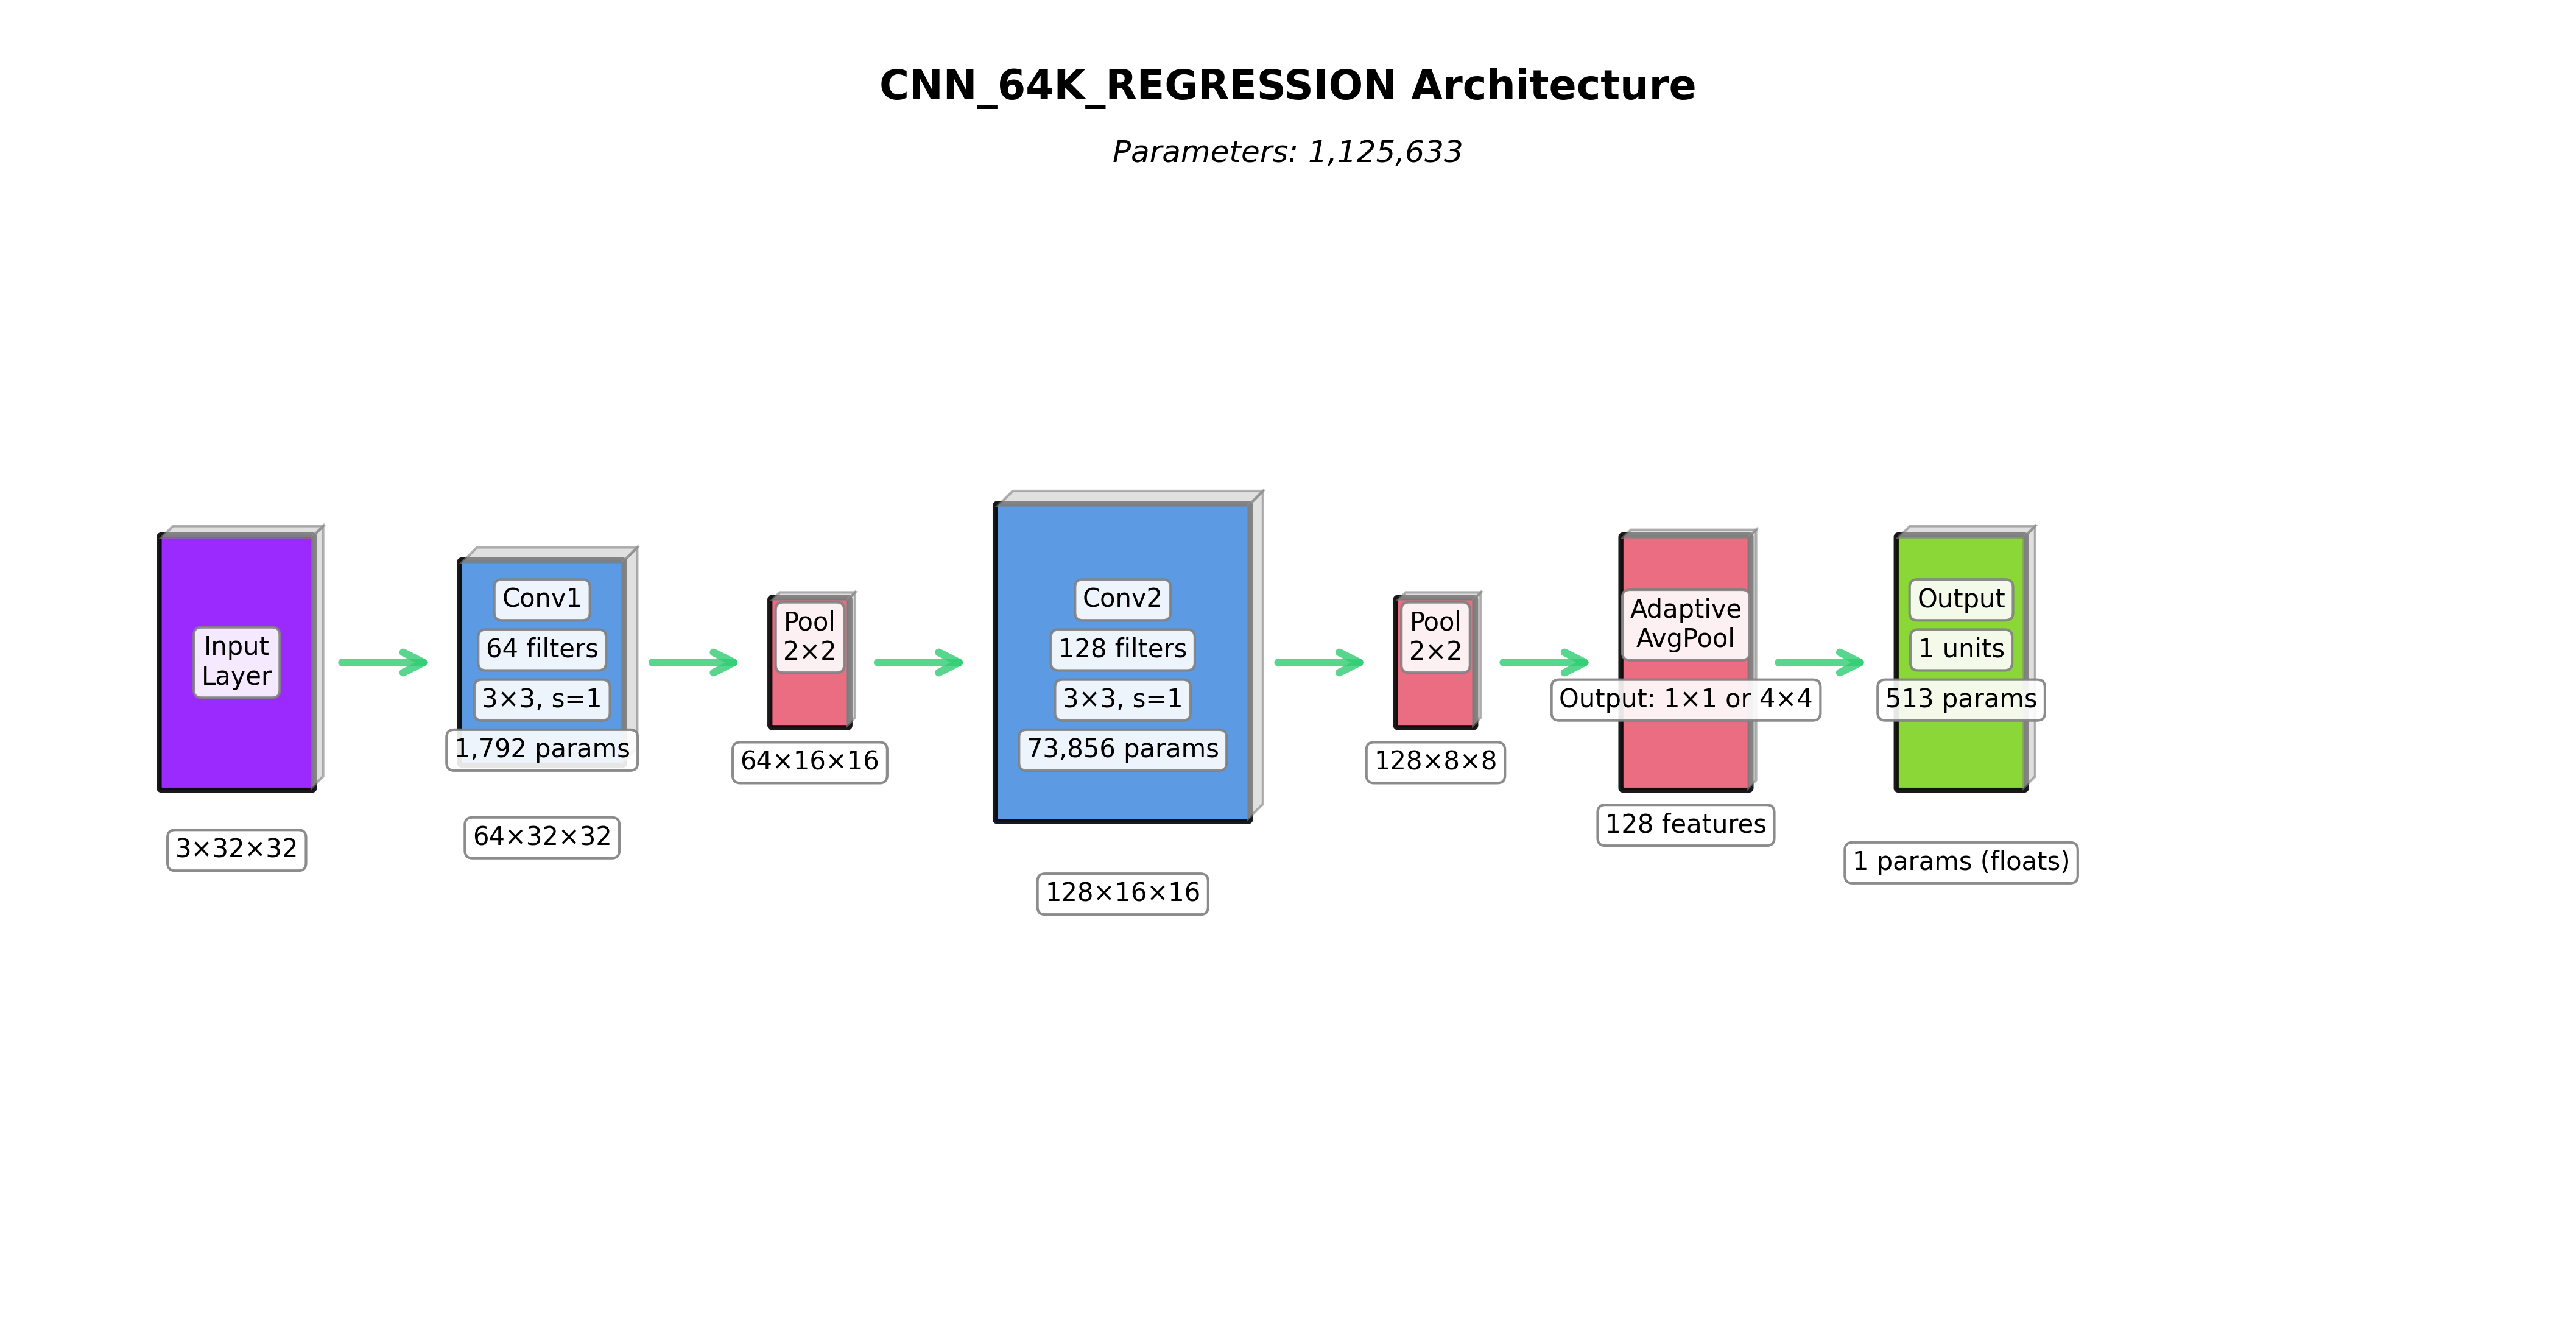 CNN_64K_REGRESSION Architecture
Parameters: 1,125,633
Input
Layer
3×32×32
Conv1
64 filters
3×3, s=1
1,792 params
64×32×32
Pool
2×2
64×16×16
Conv2
128 filters
3×3, s=1
73,856 params
128×16×16
Pool
2×2
128×8×8
Adaptive
AvgPool
Output: 1×1 or 4×4
128 features
Output
1 units
513 params
1 params (floats)